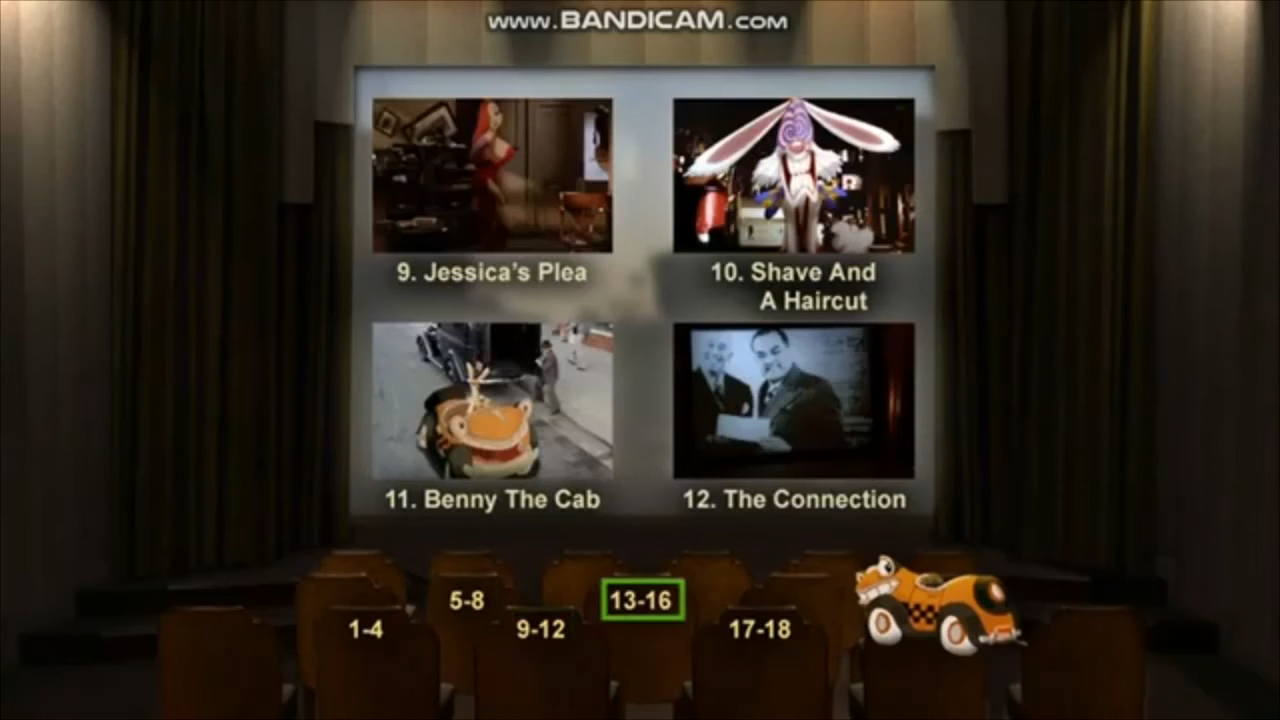 www.BANDICAM.com
9. Jessica's Plea
10. Shave And
A Haircut
11. Benny The Cab
12. The Connection
5-8
13-16
1-4
9-12
17-18